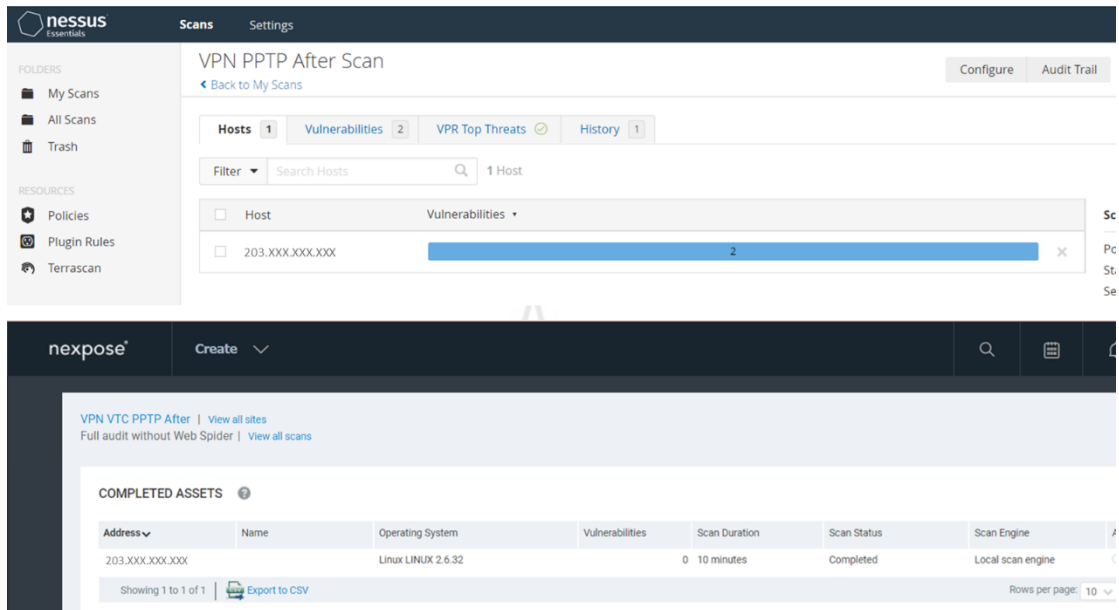 nessus
Essentials
Scans Settings
FOLDERS
My Scans
All Scans
Trash
RESOURCES
Policies
Plugin Rules
Terrascan
VPN PPTP After Scan
Back to My Scans
Configure Audit Trail
Hosts 1 Vulnerabilities 2 VPR Top Threats History 1
Filter Search Hosts 1 Host
Host Vulnerabilities
203.XXX.XXX.XXX 2
Sc
Po
Sta
Se
nexpose
Create
VPN VTC PPTP After | View all sites
Full audit without Web Spider | View all scans
COMPLETED ASSETS ?
Address Name Operating System Vulnerabilities Scan Duration Scan Status Scan Engine A
203.XXX.XXX.XXX Linux LINUX 2.6.32 0 10 minutes Completed Local scan engine
Showing 1 to 1 of 1 | Export to CSV Rows per page: 10